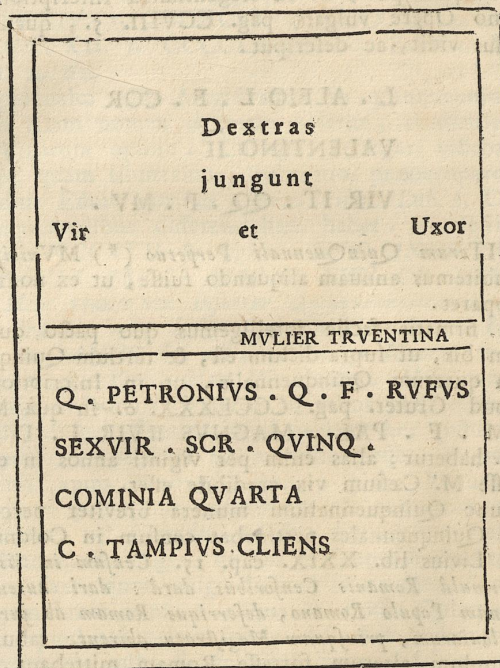 Dextras
jungunt
Vir et Uxor
MVLIER TRVENTINA
Q. PETRONIVS . Q . F . RVFVS
SEXVIR . SCR . QVINQ .
COMINIA QVARTA
C . TAMPIVS CLIENS